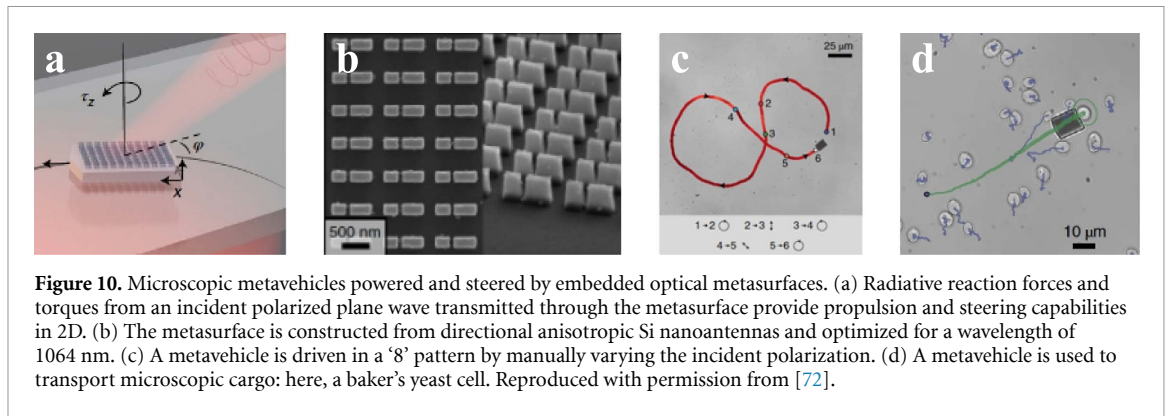 a
τz
φ
x
b
500 nm
c
25 μm
1
2
3
4
5
6
1→2 2→3 3→4
4→5 5→6
d
10 μm
Figure 10. Microscopic metavehicles powered and steered by embedded optical metasurfaces. (a) Radiative reaction forces and
torques from an incident polarized plane wave transmitted through the metasurface provide propulsion and steering capabilities
in 2D. (b) The metasurface is constructed from directional anisotropic Si nanoantennas and optimized for a wavelength of
1064 nm. (c) A metavehicle is driven in a ‘8’ pattern by manually varying the incident polarization. (d) A metavehicle is used to
transport microscopic cargo: here, a baker’s yeast cell. Reproduced with permission from [72].